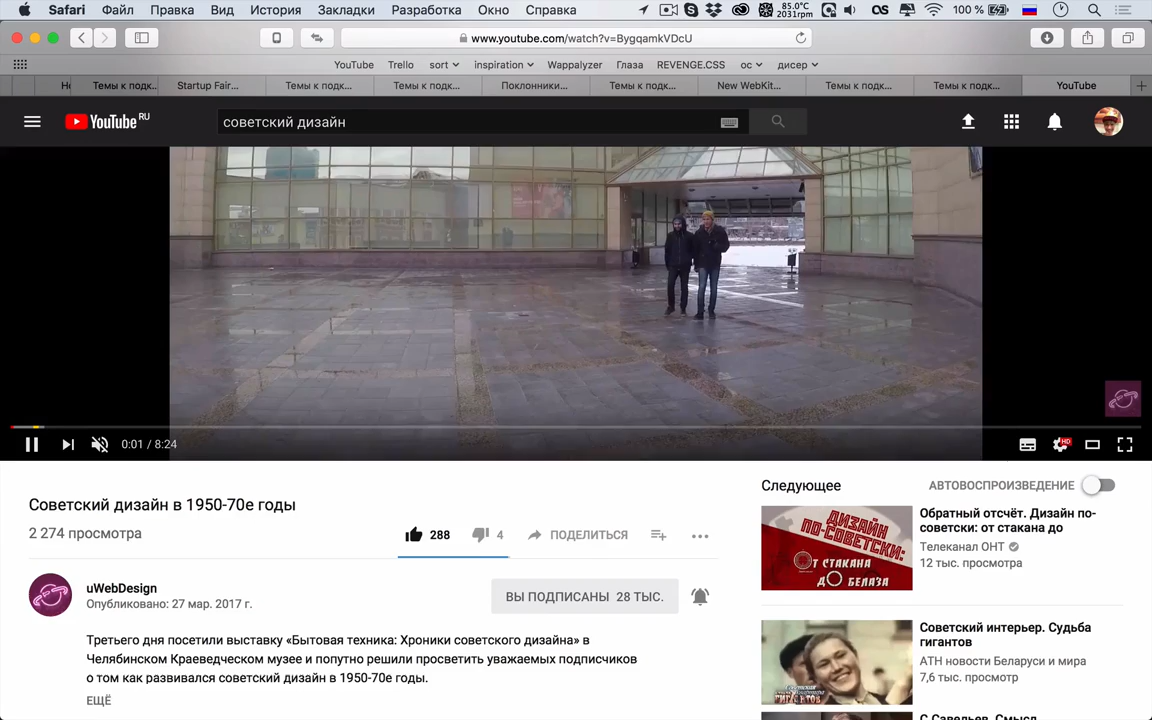 Safari Файл Правка Вид История Закладки Разработка Окно Справка 85.0°C 2031rpm 100 %
www.youtube.com/watch?v=BygqamkVDcU
YouTube Trello sort inspiration Wappalyzer Глаза REVENGE.CSS ос дисер
Темы к подк... Startup Fair... Темы к подк... Темы к подк... Поклонники... Темы к подк... New WebKit... Темы к подк... Темы к подк... YouTube
YouTube RU
советский дизайн
0:01 / 8:24
HD
Советский дизайн в 1950-70е годы
2 274 просмотра
288 4 ПОДЕЛИТЬСЯ
uWebDesign
Опубликовано: 27 мар. 2017 г.
ВЫ ПОДПИСАНЫ 28 ТЫС.
Третьего дня посетили выставку «Бытовая техника: Хроники советского дизайна» в
Челябинском Краеведческом музее и попутно решили просветить уважаемых подписчиков
о том как развивался советский дизайн в 1950-70е годы.
ЕЩЁ
Следующее АВТОВОСПРОИЗВЕДЕНИЕ
ДИЗАЙН
ПО-СОВЕТСКИ:
ОТ СТАКАНА
ДО БЕЛАЗА
Обратный отсчёт. Дизайн по-
советски: от стакана до
Телеканал ОНТ
12 тыс. просмотра
Советский интерьер. Судьба
гигантов
АТН новости Беларуси и мира
7,6 тыс. просмотр
С.Савельев. Смысл